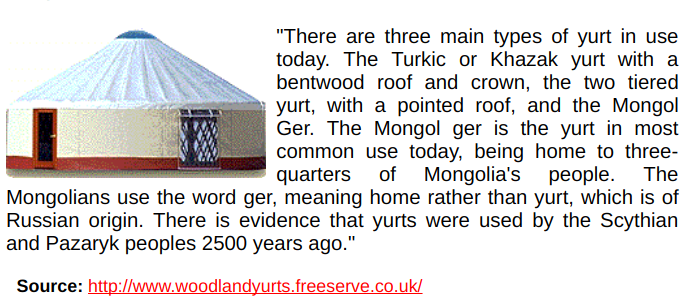 "There are three main types of yurt in use
today. The Turkic or Khazak yurt with a
bentwood roof and crown, the two tiered
yurt, with a pointed roof, and the Mongol
Ger. The Mongol ger is the yurt in most
common use today, being home to three-
quarters of Mongolia's people. The
Mongolians use the word ger, meaning home rather than yurt, which is of
Russian origin. There is evidence that yurts were used by the Scythian
and Pazaryk peoples 2500 years ago."
Source: http://www.woodlandyurts.freeserve.co.uk/